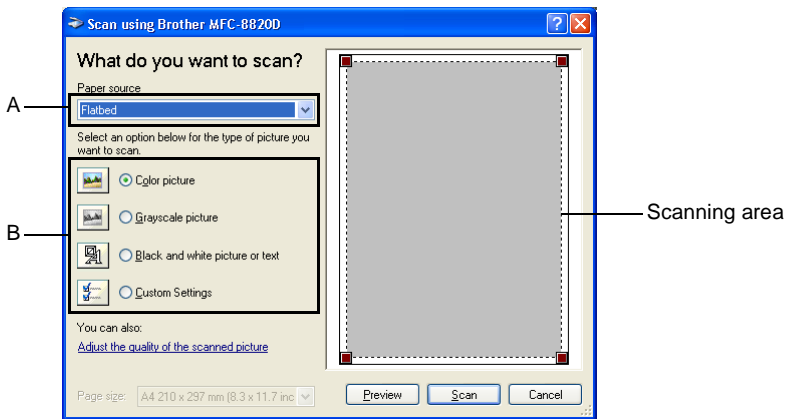 Scan using Brother MFC-8820D
What do you want to scan?
Paper source
A
Flatbed
Select an option below for the type of picture you
want to scan.
B
Color picture
Grayscale picture
Black and white picture or text
Custom Settings
Scanning area
You can also:
Adjust the quality of the scanned picture
Page size:
A4 210 x 297 mm (8.3 x 11.7 inc
Preview
Scan
Cancel